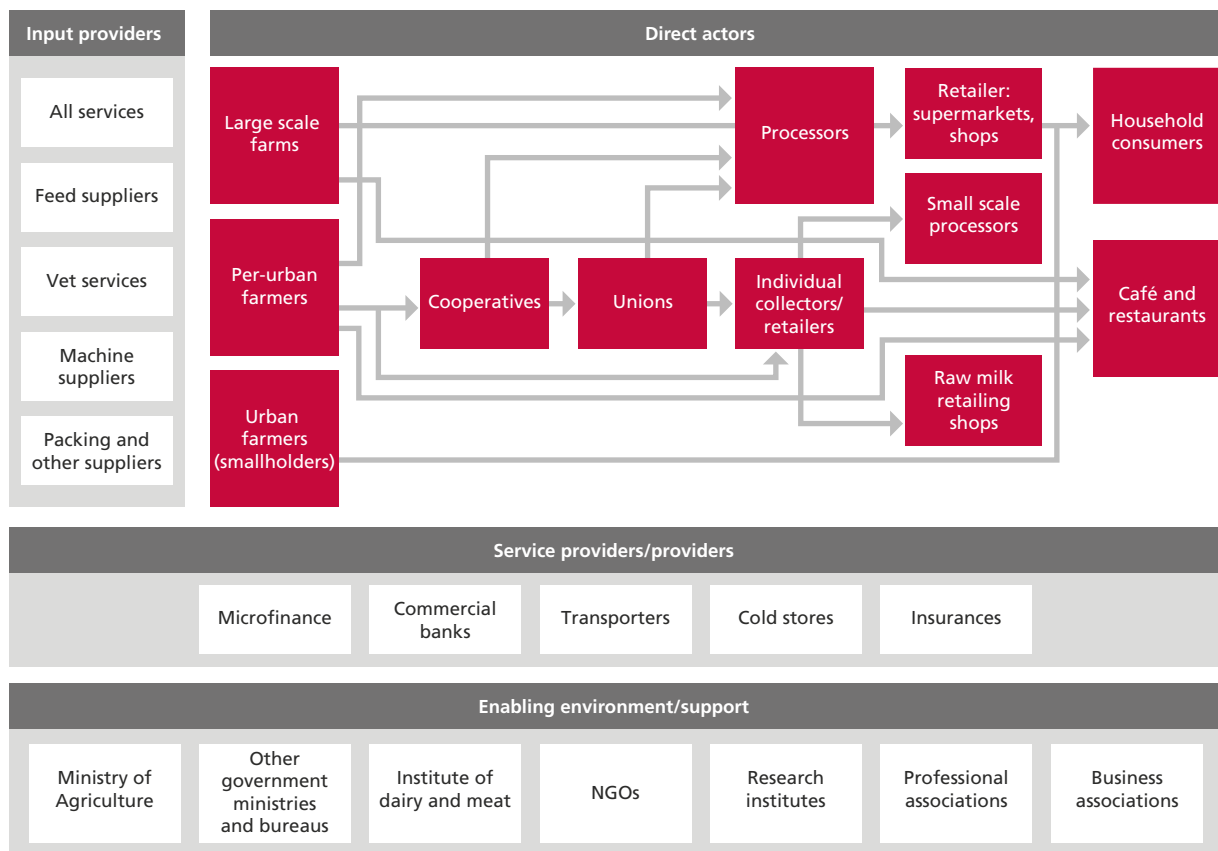 Input providers
All services
Feed suppliers
Vet services
Machine
suppliers
Packing and
other suppliers
Direct actors
Large scale
farms
Per-urban
farmers
Urban
farmers
(smallholders)
Cooperatives
Unions
Processors
Individual
collectors/
retailers
Retailer:
supermarkets,
shops
Small scale
processors
Raw milk
retailing
shops
Household
consumers
Café and
restaurants
Service providers/providers
Microfinance
Commercial
banks
Transporters
Cold stores
Insurances
Enabling environment/support
Ministry of
Agriculture
Other
government
ministries
and bureaus
Institute of
dairy and meat
NGOs
Research
institutes
Professional
associations
Business
associations